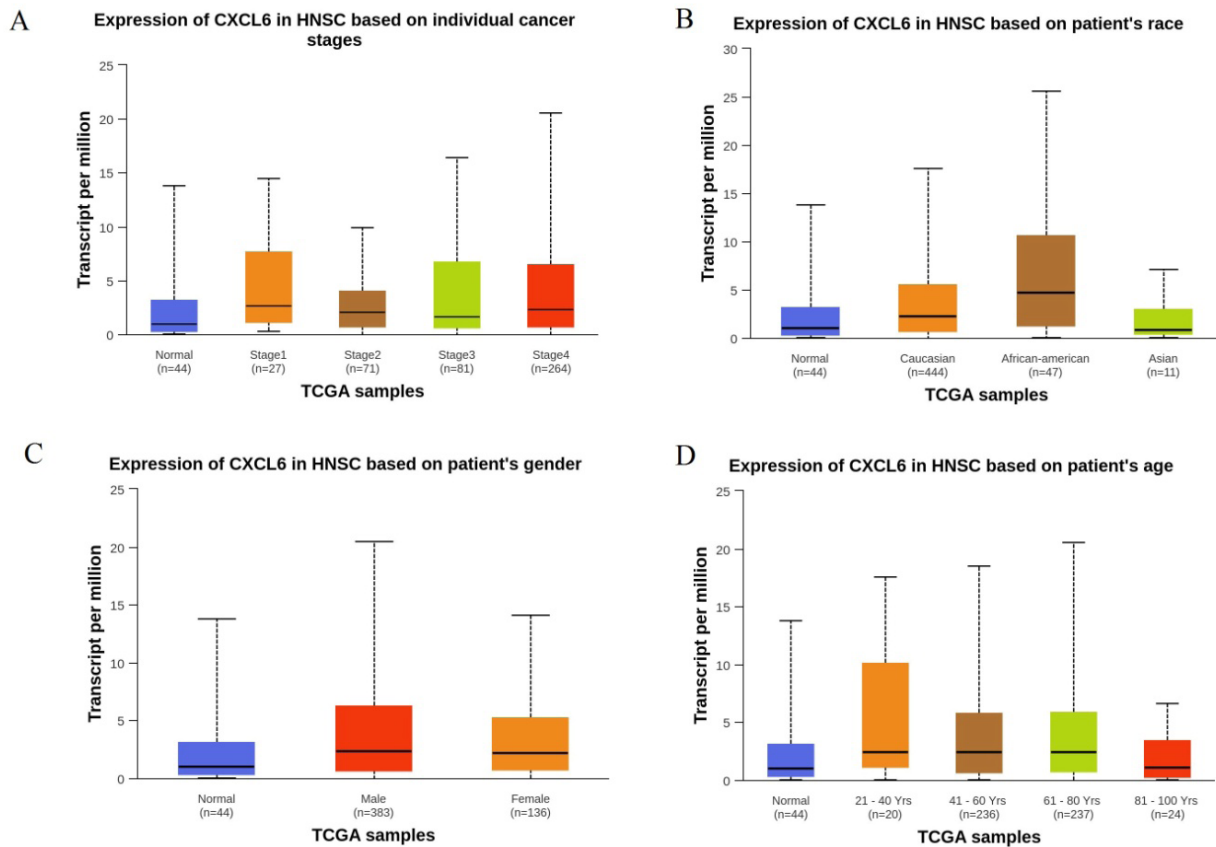 A
Expression of CXCL6 in HNSC based on individual cancer
stages
Transcript per million
25
20
15
10
5
0
Normal
(n=44)
Stage1
(n=27)
Stage2
(n=71)
Stage3
(n=81)
Stage4
(n=264)
TCGA samples
B
Expression of CXCL6 in HNSC based on patient's race
Transcript per million
30
25
20
15
10
5
0
Normal
(n=44)
Caucasian
(n=444)
African-american
(n=47)
Asian
(n=11)
TCGA samples
C
Expression of CXCL6 in HNSC based on patient's gender
Transcript per million
25
20
15
10
5
0
Normal
(n=44)
Male
(n=383)
Female
(n=136)
TCGA samples
D
Expression of CXCL6 in HNSC based on patient's age
Transcript per million
25
20
15
10
5
0
Normal
(n=44)
21 - 40 Yrs
(n=20)
41 - 60 Yrs
(n=236)
61 - 80 Yrs
(n=237)
81 - 100 Yrs
(n=24)
TCGA samples